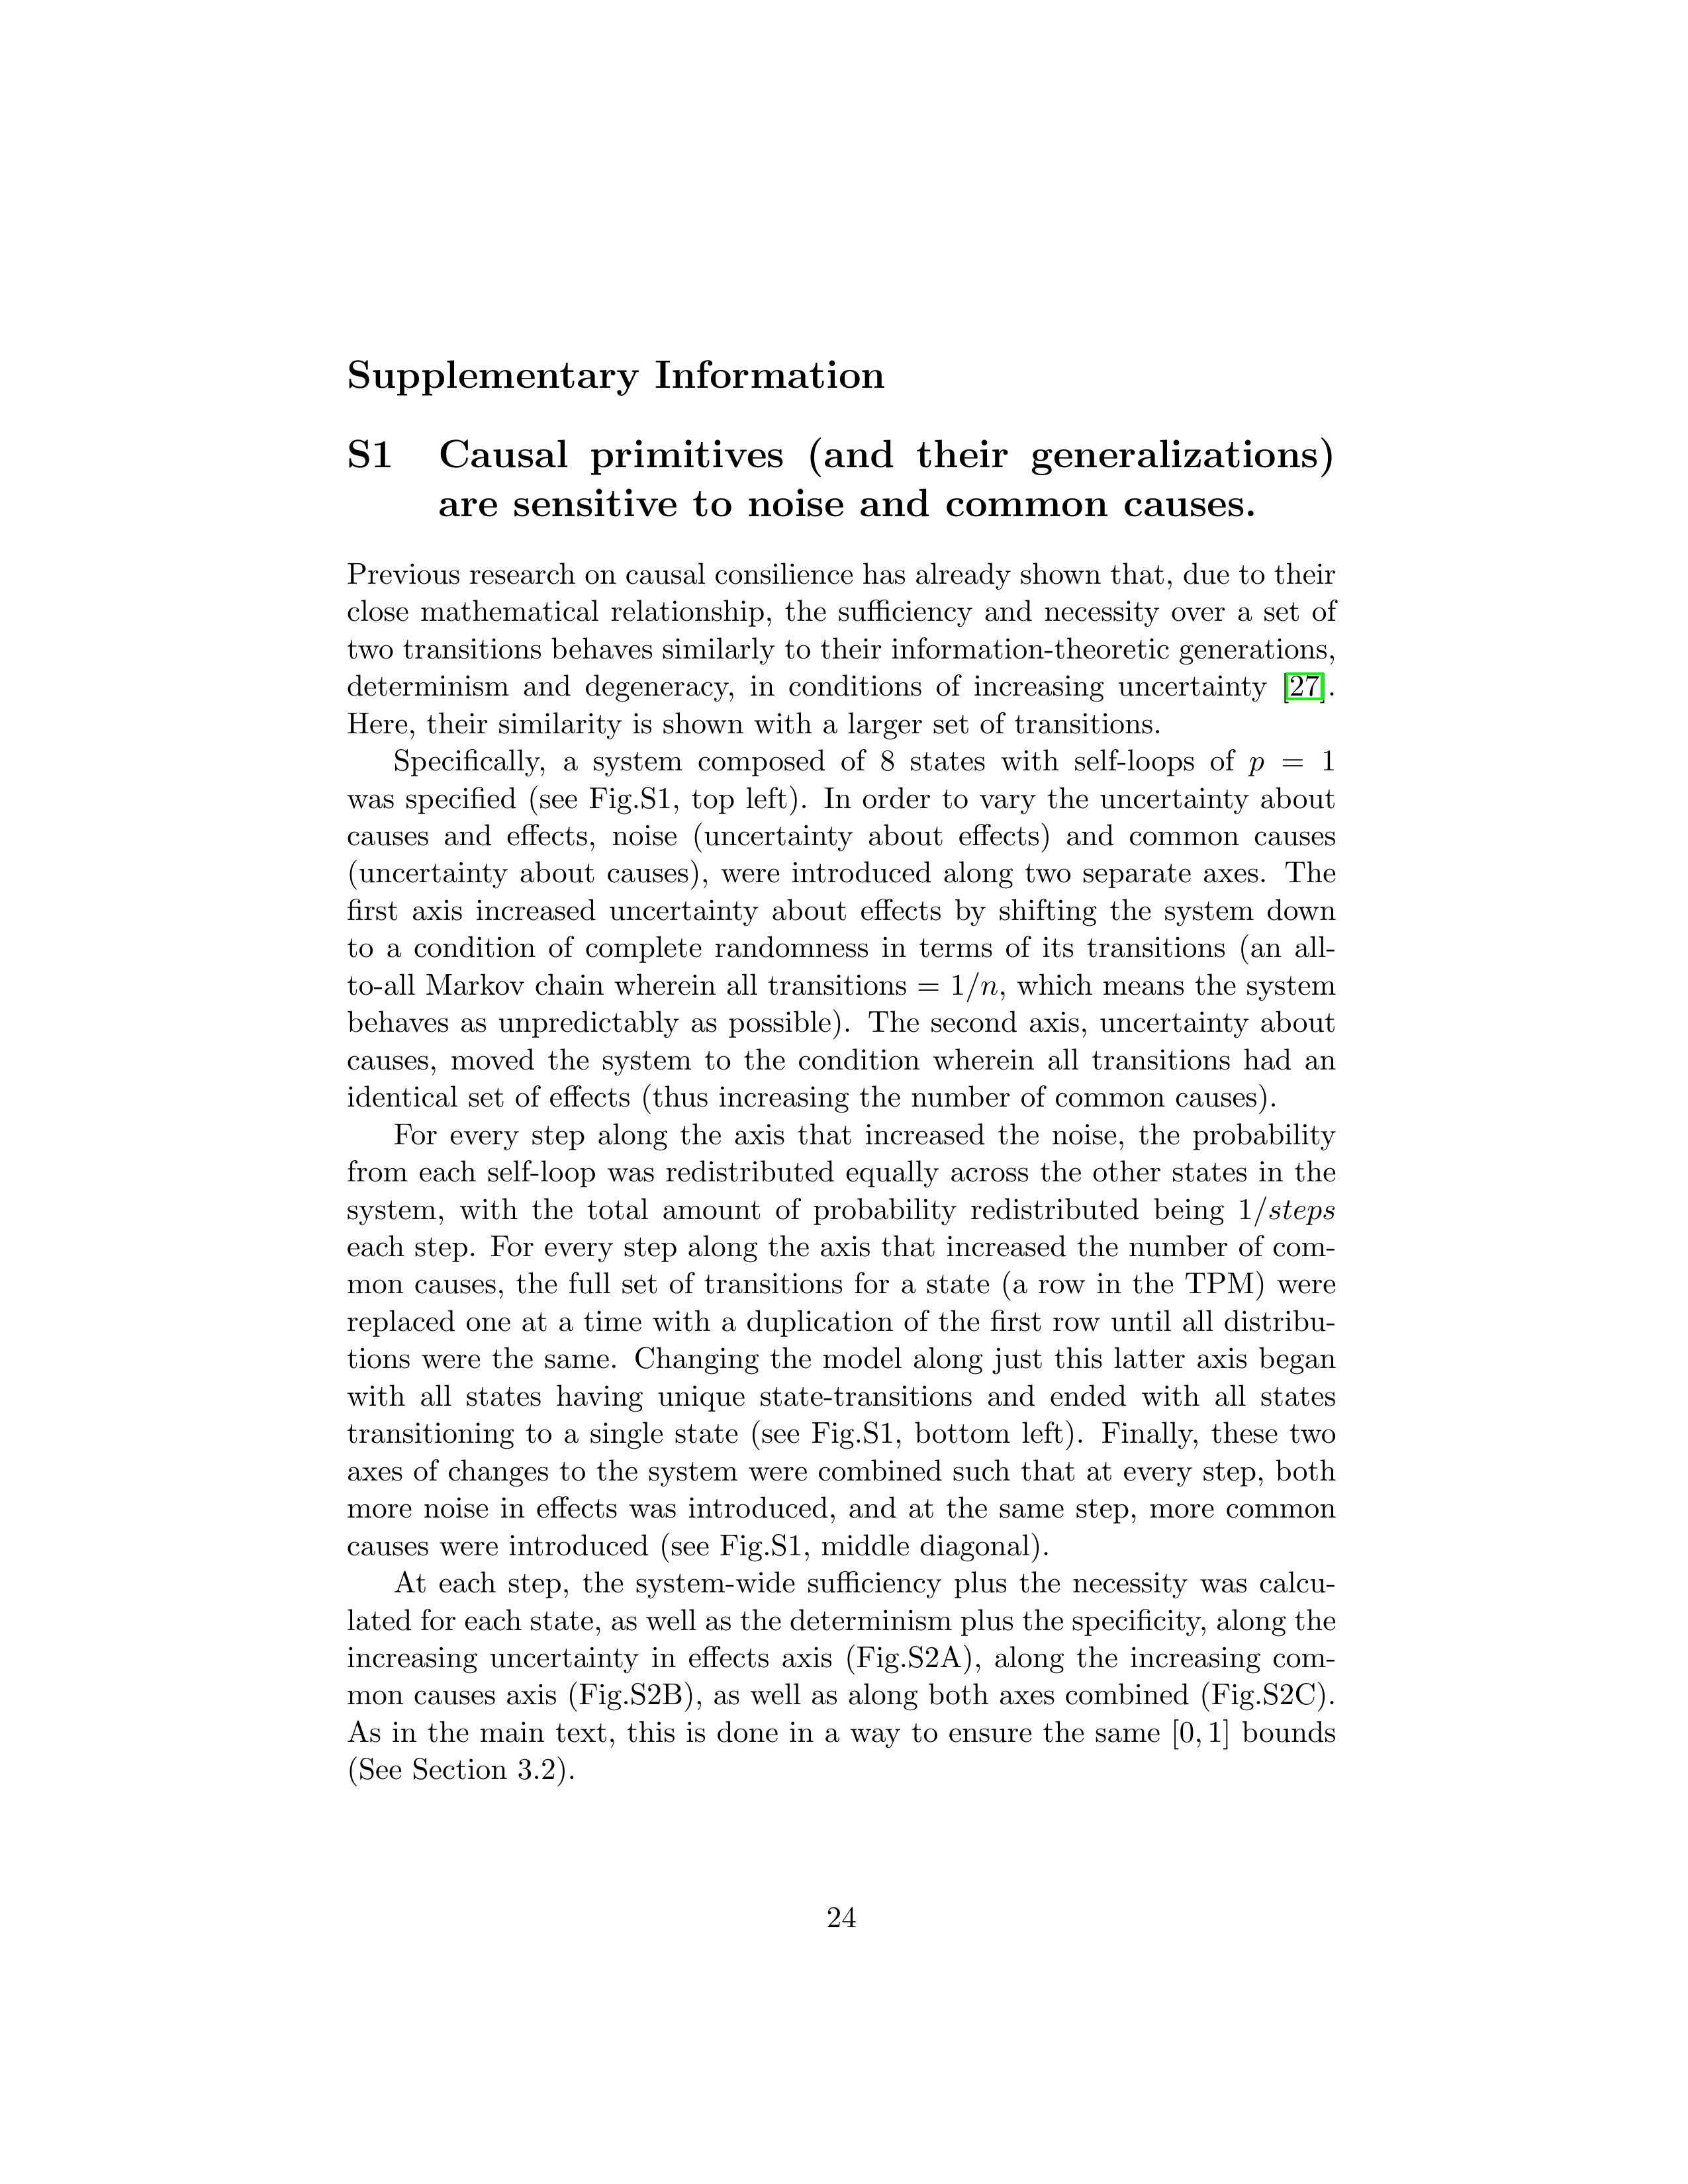 Supplementary Information
S1 Causal primitives (and their generalizations)
are sensitive to noise and common causes.
Previous research on causal consilience has already shown that, due to their
close mathematical relationship, the sufficiency and necessity over a set of
two transitions behaves similarly to their information-theoretic generations,
determinism and degeneracy, in conditions of increasing uncertainty [27].
Here, their similarity is shown with a larger set of transitions.
Specifically, a system composed of 8 states with self-loops of p = 1
was specified (see Fig.S1, top left). In order to vary the uncertainty about
causes and effects, noise (uncertainty about effects) and common causes
(uncertainty about causes), were introduced along two separate axes. The
first axis increased uncertainty about effects by shifting the system down
to a condition of complete randomness in terms of its transitions (an all-
to-all Markov chain wherein all transitions = 1/n, which means the system
behaves as unpredictably as possible). The second axis, uncertainty about
causes, moved the system to the condition wherein all transitions had an
identical set of effects (thus increasing the number of common causes).
For every step along the axis that increased the noise, the probability
from each self-loop was redistributed equally across the other states in the
system, with the total amount of probability redistributed being 1/steps
each step. For every step along the axis that increased the number of com-
mon causes, the full set of transitions for a state (a row in the TPM) were
replaced one at a time with a duplication of the first row until all distribu-
tions were the same. Changing the model along just this latter axis began
with all states having unique state-transitions and ended with all states
transitioning to a single state (see Fig.S1, bottom left). Finally, these two
axes of changes to the system were combined such that at every step, both
more noise in effects was introduced, and at the same step, more common
causes were introduced (see Fig.S1, middle diagonal).
At each step, the system-wide sufficiency plus the necessity was calcu-
lated for each state, as well as the determinism plus the specificity, along the
increasing uncertainty in effects axis (Fig.S2A), along the increasing com-
mon causes axis (Fig.S2B), as well as along both axes combined (Fig.S2C).
As in the main text, this is done in a way to ensure the same [0, 1] bounds
(See Section 3.2).
24